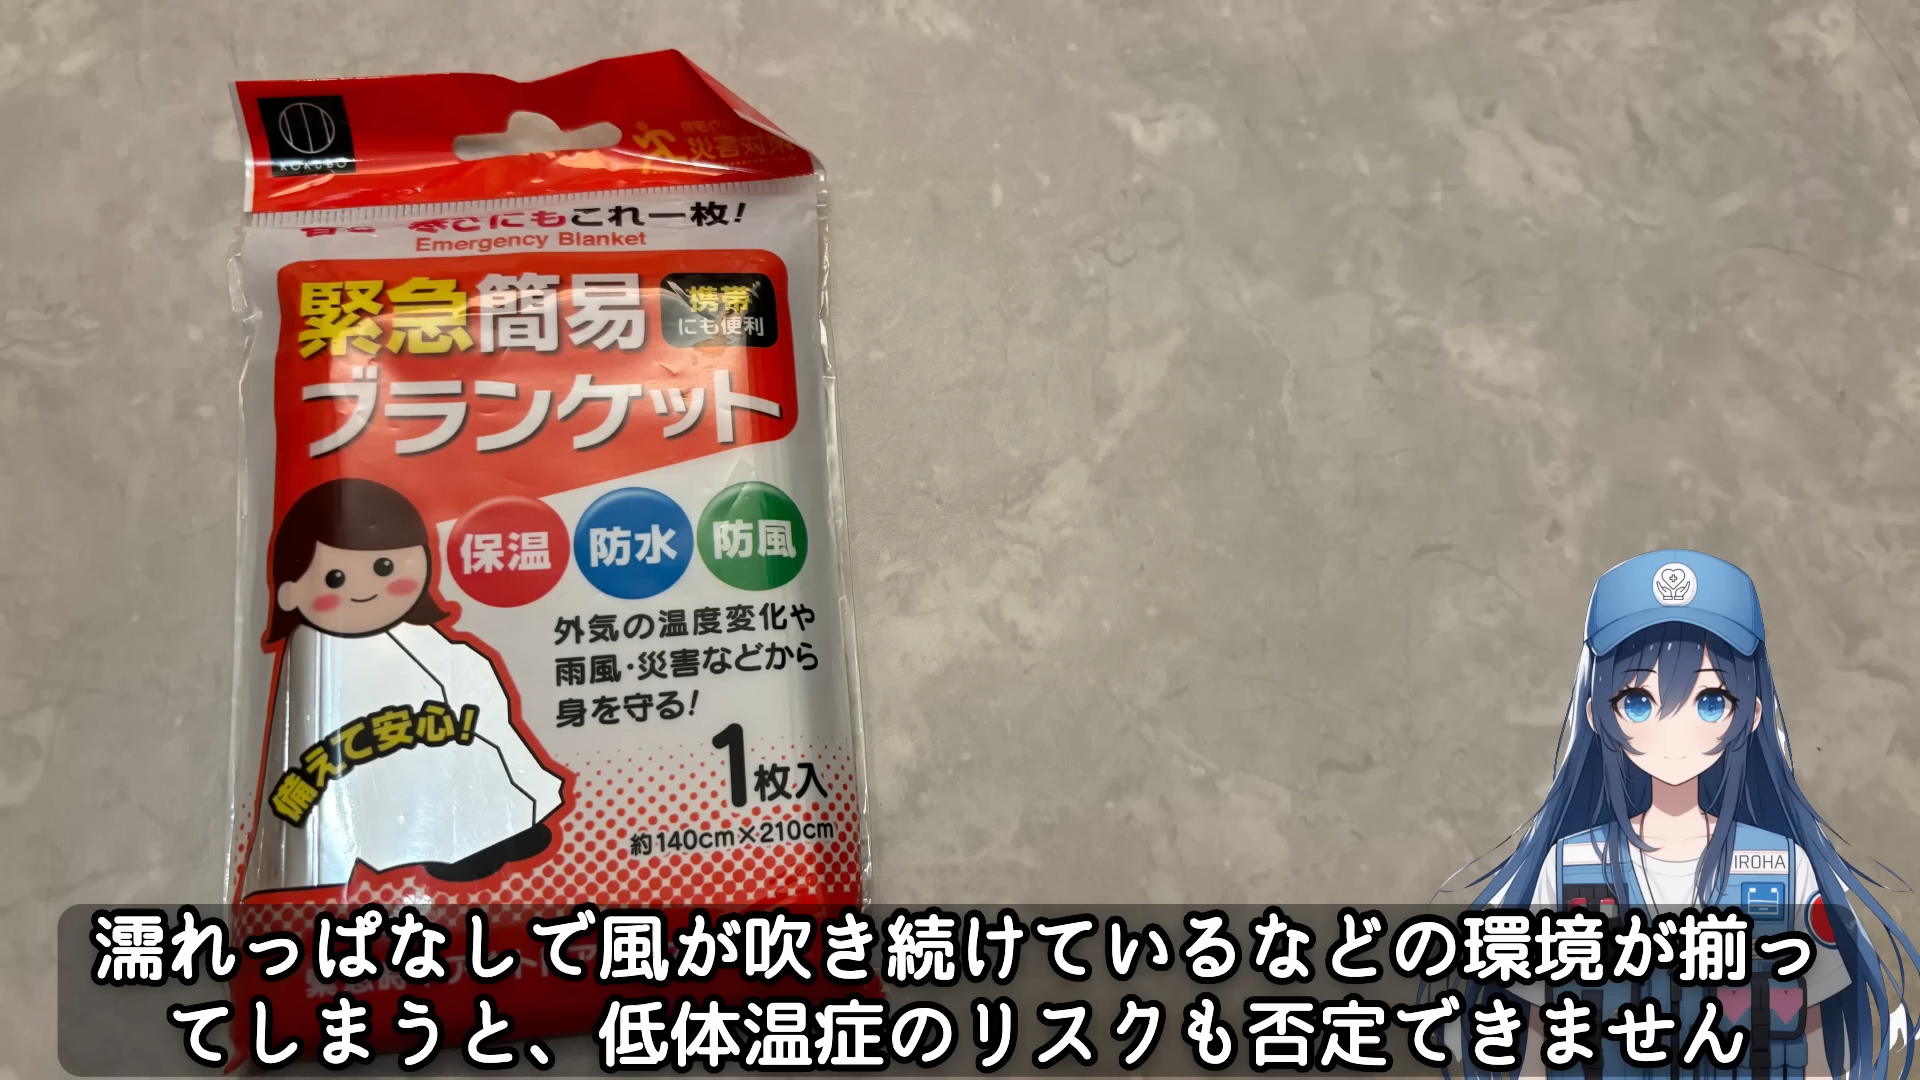 KOKUBO
災害対策
寒さにもこれ一枚!
Emergency Blanket
緊急簡易
ブランケット
携帯
にも便利
保温
防水
防風
外気の温度変化や
雨風・災害などから
身を守る!
備えて安心!
1枚入
約140cm×210cm
IROHA
濡れっぱなしで風が吹き続けているなどの環境が揃っ
てしまうと、低体温症のリスクも否定できません